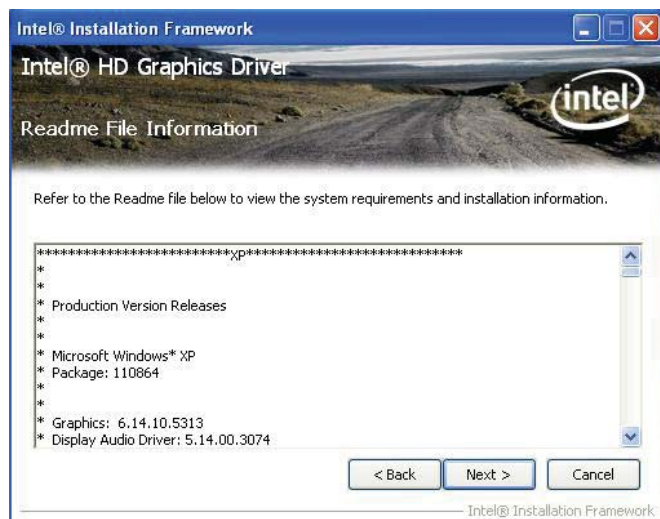 Intel® Installation Framework
Intel® HD Graphics Driver
intel
Readme File Information
Refer to the Readme file below to view the system requirements and installation information.
***************************XP*****************************
*
*
* Production Version Releases
*
*
* Microsoft Windows* XP
* Package: 110864
*
*
* Graphics: 6.14.10.5313
* Display Audio Driver: 5.14.00.3074
< Back
Next >
Cancel
Intel® Installation Framework